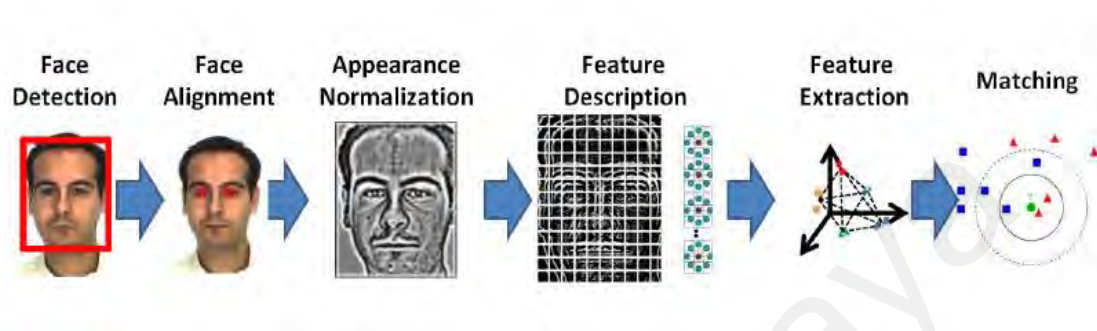 Face
Detection
Face
Alignment
Appearance
Normalization
Feature
Description
Feature
Extraction
Matching